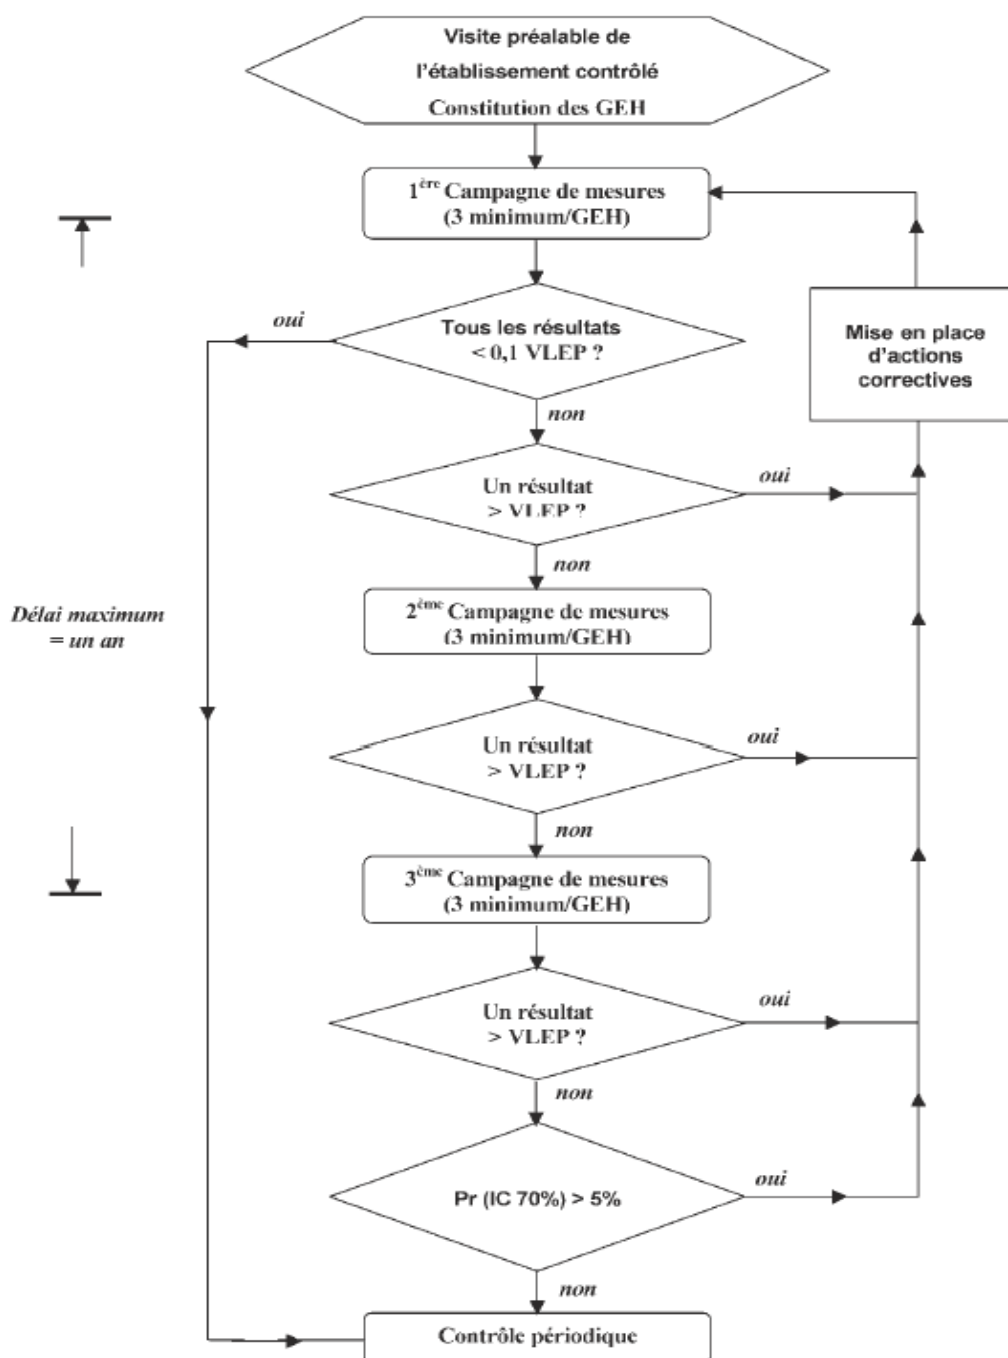 Visite préalable de
l'établissement contrôlé
Constitution des GEH
1ère Campagne de mesures
(3 minimum/GEH)
oui
Tous les résultats
< 0,1 VLEP ?
Mise en place
d'actions
correctives
non
Un résultat
> VLEP ?
oui
non
Délai maximum
= un an
2ème Campagne de mesures
(3 minimum/GEH)
Un résultat
> VLEP ?
oui
non
3ème Campagne de mesures
(3 minimum/GEH)
Un résultat
> VLEP ?
oui
non
Pr (IC 70%) > 5%
oui
non
Contrôle périodique